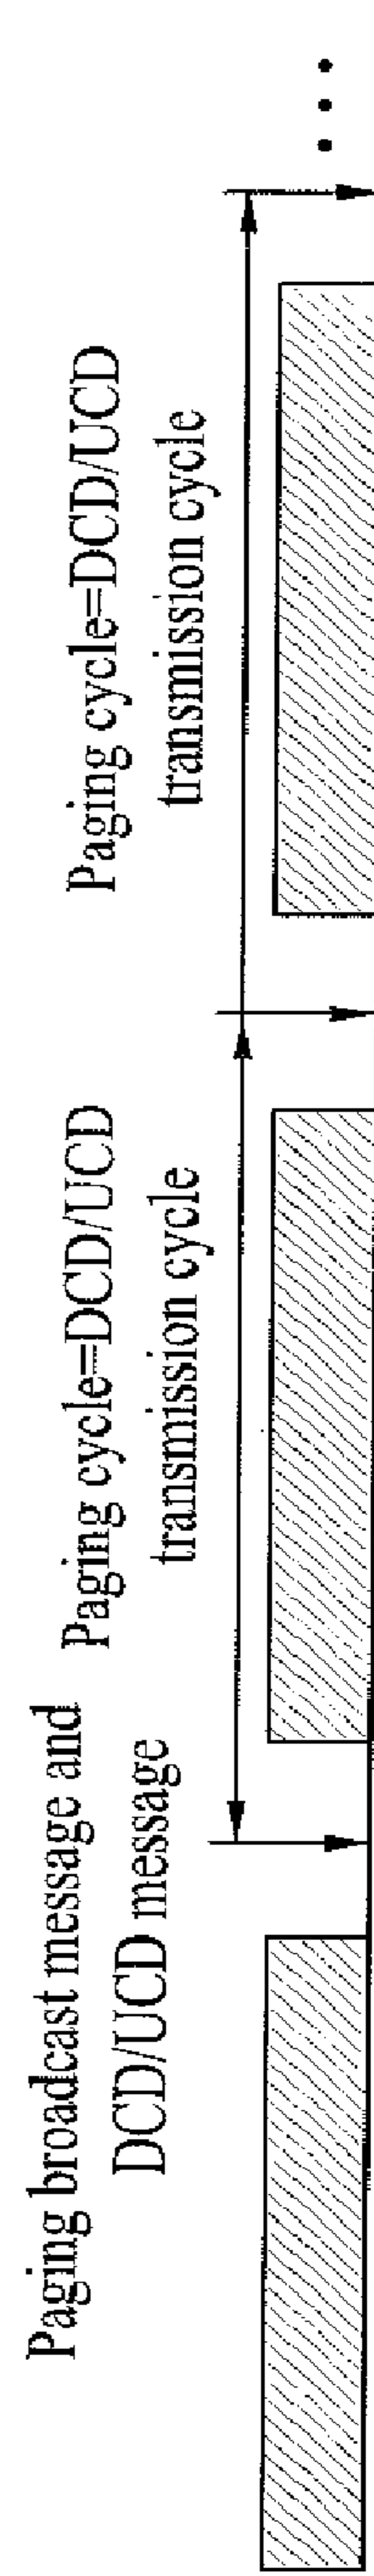 Paging broadcast message and
DCD/UCD message
Paging cycle=DCD/UCD
transmission cycle
Paging cycle=DCD/UCD
transmission cycle